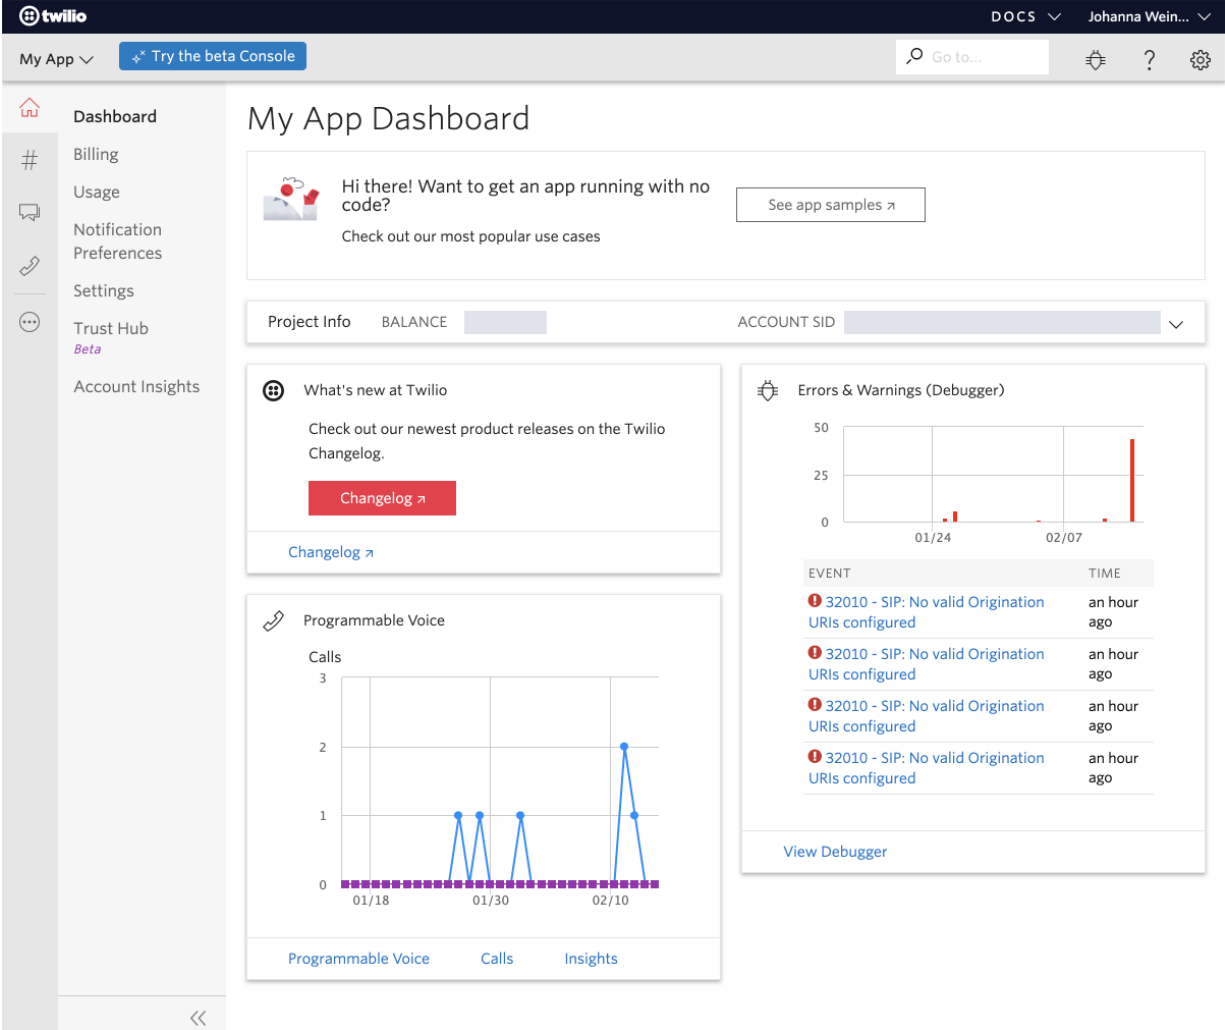 twilio
DOCS
Johanna Wein...
My App
Try the beta Console
Go to...
Dashboard
Billing
Usage
Notification
Preferences
Settings
Trust Hub
Beta
Account Insights
My App Dashboard
Hi there! Want to get an app running with no
code?
Check out our most popular use cases
See app samples
Project Info BALANCE ACCOUNT SID
What's new at Twilio
Check out our newest product releases on the Twilio
Changelog.
Changelog
Changelog
Programmable Voice
Calls
3
2
1
0
01/18 01/30 02/10
Programmable Voice Calls Insights
Errors & Warnings (Debugger)
50
25
0
01/24 02/07
EVENT TIME
32010 - SIP: No valid Origination an hour
URIs configured ago
32010 - SIP: No valid Origination an hour
URIs configured ago
32010 - SIP: No valid Origination an hour
URIs configured ago
32010 - SIP: No valid Origination an hour
URIs configured ago
View Debugger